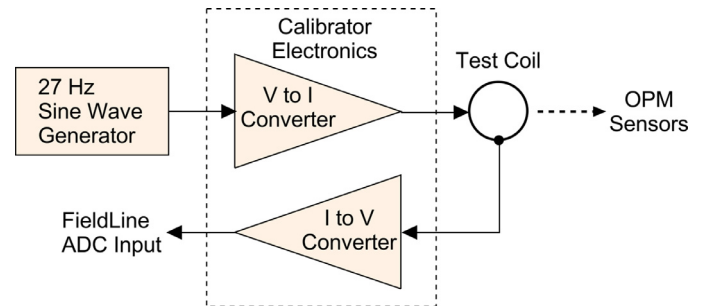 Calibrator
Electronics
27 Hz
Sine Wave
Generator
V to I
Converter
Test Coil
OPM
Sensors
FieldLine
ADC Input
I to V
Converter